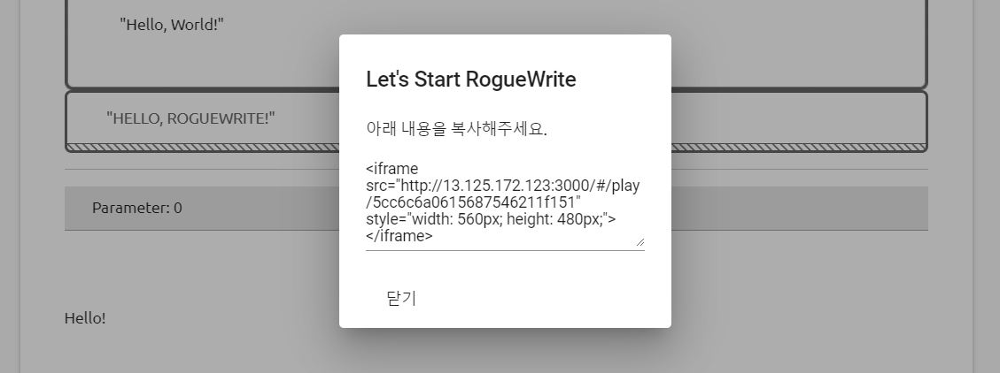 "Hello, World!"
"HELLO, ROGUEWRITE!"
Parameter: 0
Hello!
Let's Start RogueWrite
아래 내용을 복사해주세요.
<iframe
src="http://13.125.172.123:3000/#/play
/5cc6c6a0615687546211f151"
style="width: 560px; height: 480px;">
</iframe>
닫기